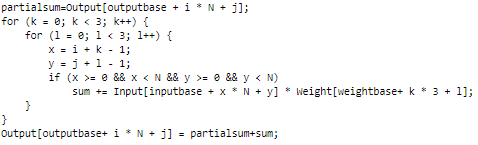 partialsum=Output[outputbase + i * N + j];
for (k = 0; k < 3; k++) {
    for (l = 0; l < 3; l++) {
        x = i + k - 1;
        y = j + l - 1;
        if (x >= 0 && x < N && y >= 0 && y < N)
            sum += Input[inputbase + x * N + y] * Weight[weightbase+ k * 3 + l];
    }
}
Output[outputbase+ i * N + j] = partialsum+sum;